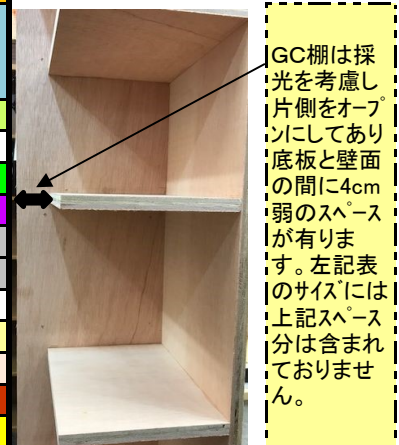 GC棚は採
光を考慮し
片側をオープ
ンにしてあり
底板と壁面
の間に4cm
弱のスペース
が有りま
す。左記表
のサイズには
上記スペース
分は含まれ
ておりませ
ん。